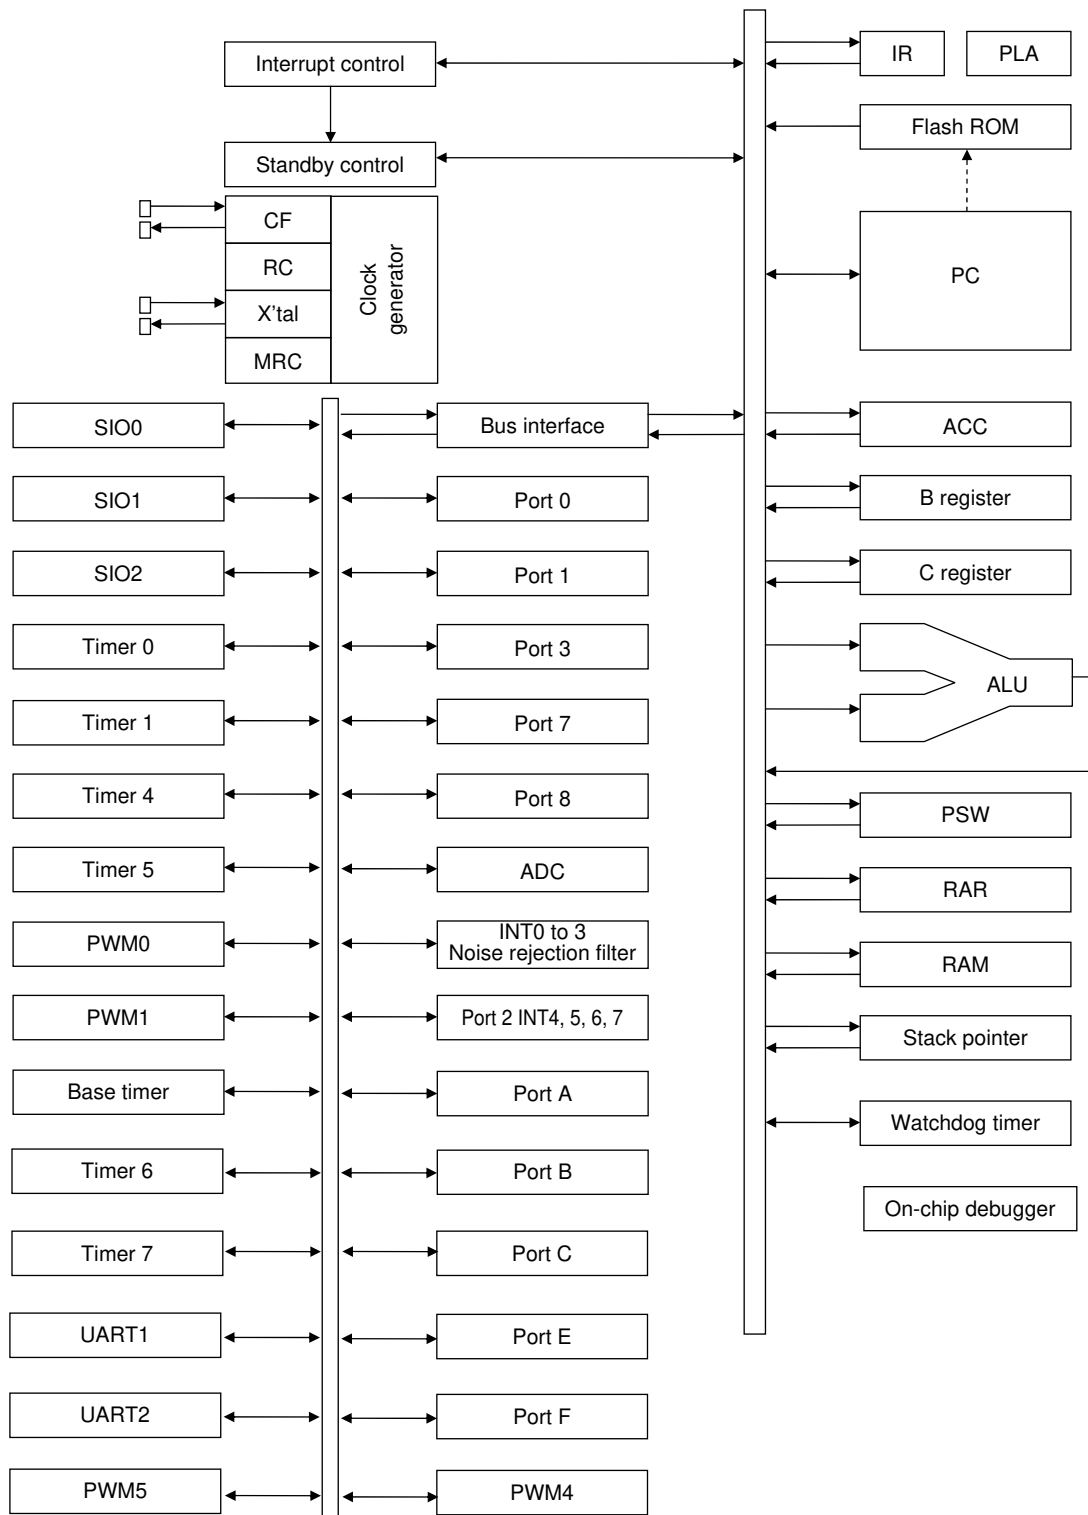 Interrupt control
IR
PLA
Flash ROM
Standby control
CF
RC
X'tal
MRC
Clock
generator
PC
SIO0
Bus interface
ACC
SIO1
Port 0
B register
SIO2
Port 1
C register
Timer 0
Port 3
ALU
Timer 1
Port 7
Timer 4
Port 8
PSW
Timer 5
ADC
RAR
PWM0
INT0 to 3
Noise rejection filter
RAM
PWM1
Port 2 INT4, 5, 6, 7
Stack pointer
Base timer
Port A
Watchdog timer
Timer 6
Port B
On-chip debugger
Timer 7
Port C
UART1
Port E
UART2
Port F
PWM5
PWM4